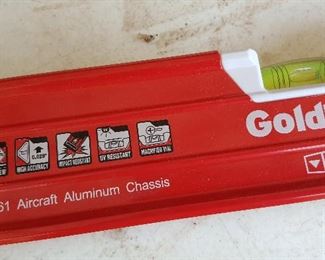 Gold
HIGH ACCURACY
IMPACT RESISTANT
UV RESISTANT
MAGNIFIED VIAL
61 Aircraft Aluminum Chassis